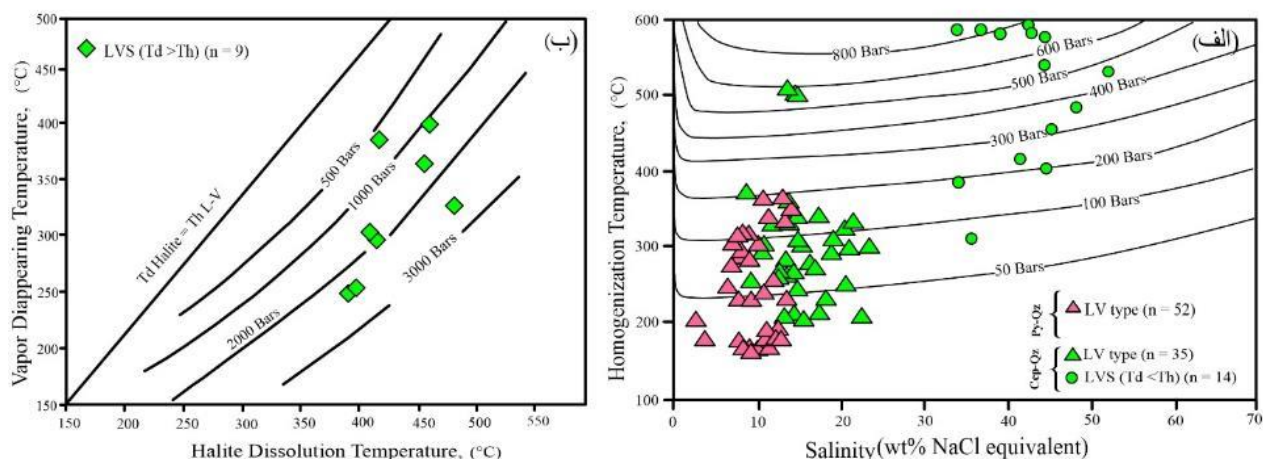 (ب)
LVS (Td >Th) (n = 9)
Td Halite = Th L-V
500 Bars
1000 Bars
2000 Bars
3000 Bars
Vapor Diappearing Temperature, (°C)
500
450
400
350
300
250
200
150
150
200
250
300
350
400
450
500
550
Halite Dissolution Temperature, (°C)
(الف)
800 Bars
600 Bars
500 Bars
400 Bars
300 Bars
200 Bars
100 Bars
50 Bars
Py-Qz
LV type (n = 52)
Ccp-Qz
LV type (n = 35)
LVS (Td <Th) (n = 14)
Homogenization Temperature, (°C)
600
500
400
300
200
100
0
10
20
30
40
50
60
70
Salinity(wt% NaCl equivalent)